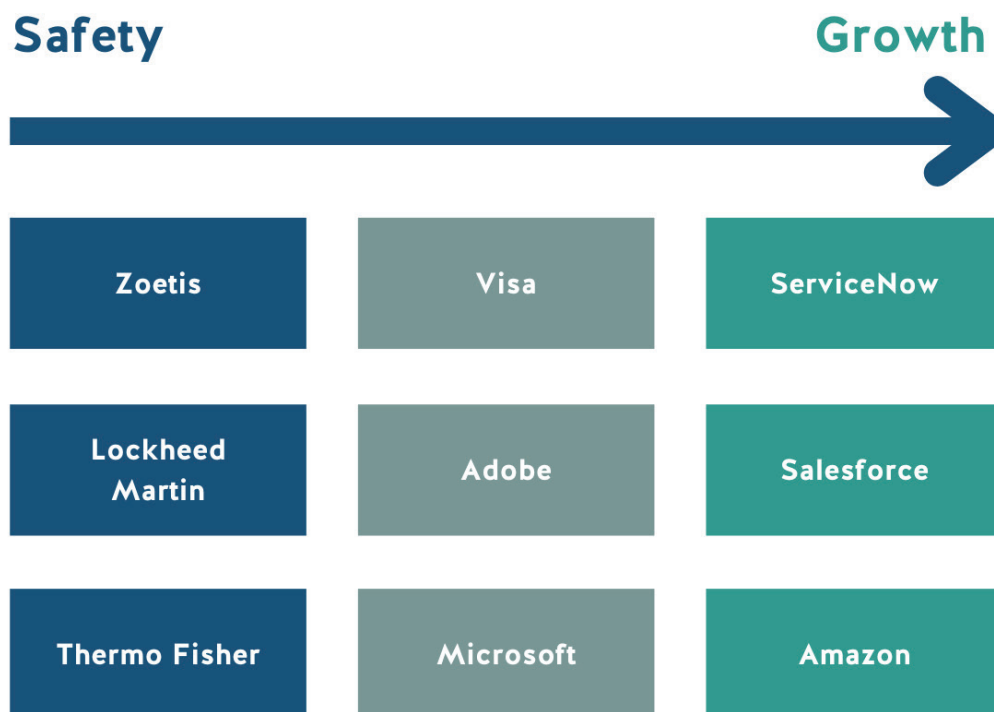 Safety
Growth
Zoetis
Visa
ServiceNow
Lockheed
Martin
Adobe
Salesforce
Thermo Fisher
Microsoft
Amazon